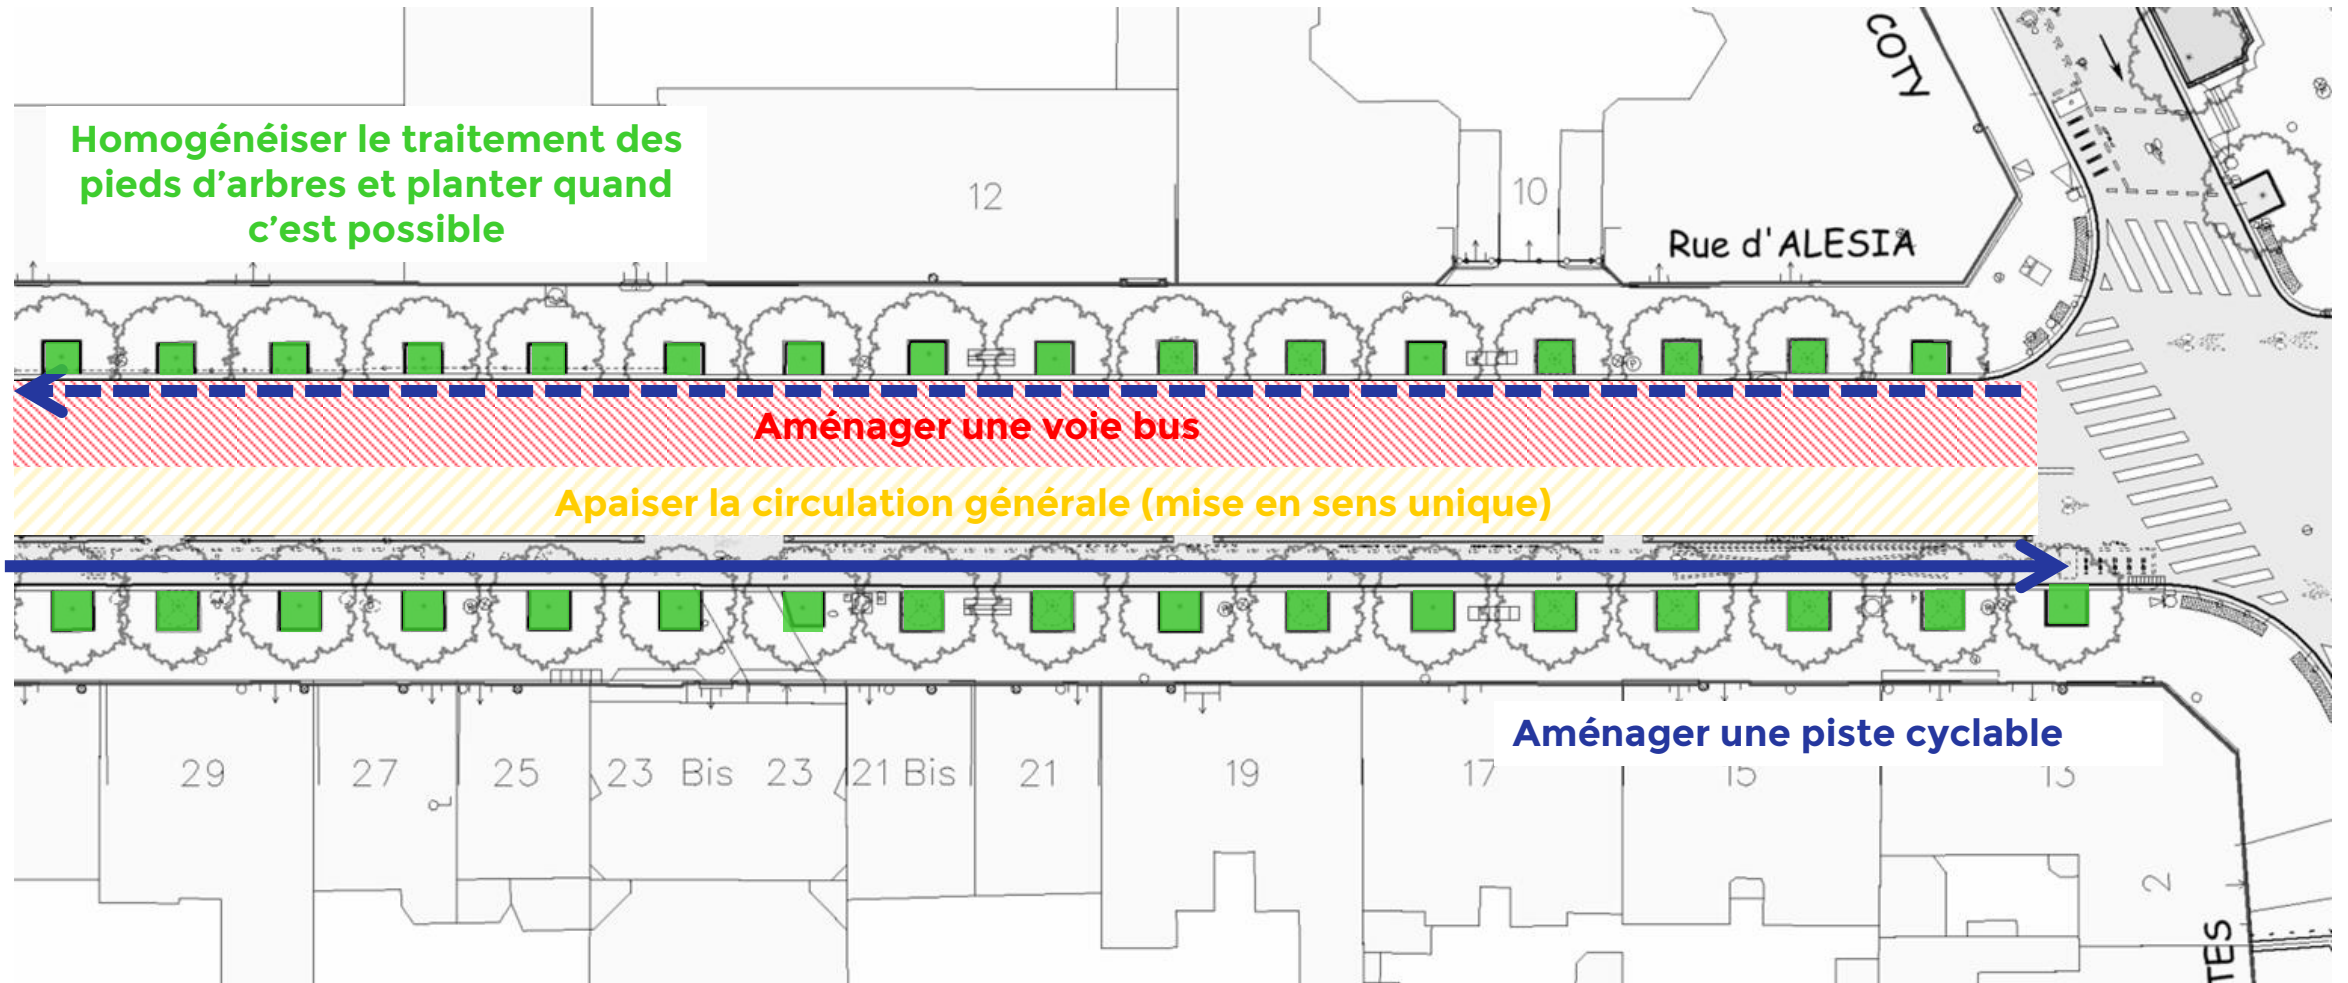 COTY
Homogénéiser le traitement des
pieds d'arbres et planter quand
c'est possible
12
10
Rue d'ALESIA
Aménager une voie bus
Apaiser la circulation générale (mise en sens unique)
Aménager une piste cyclable
29
27
25
23 Bis
23
21 Bis
21
19
17
15
13
2
TES